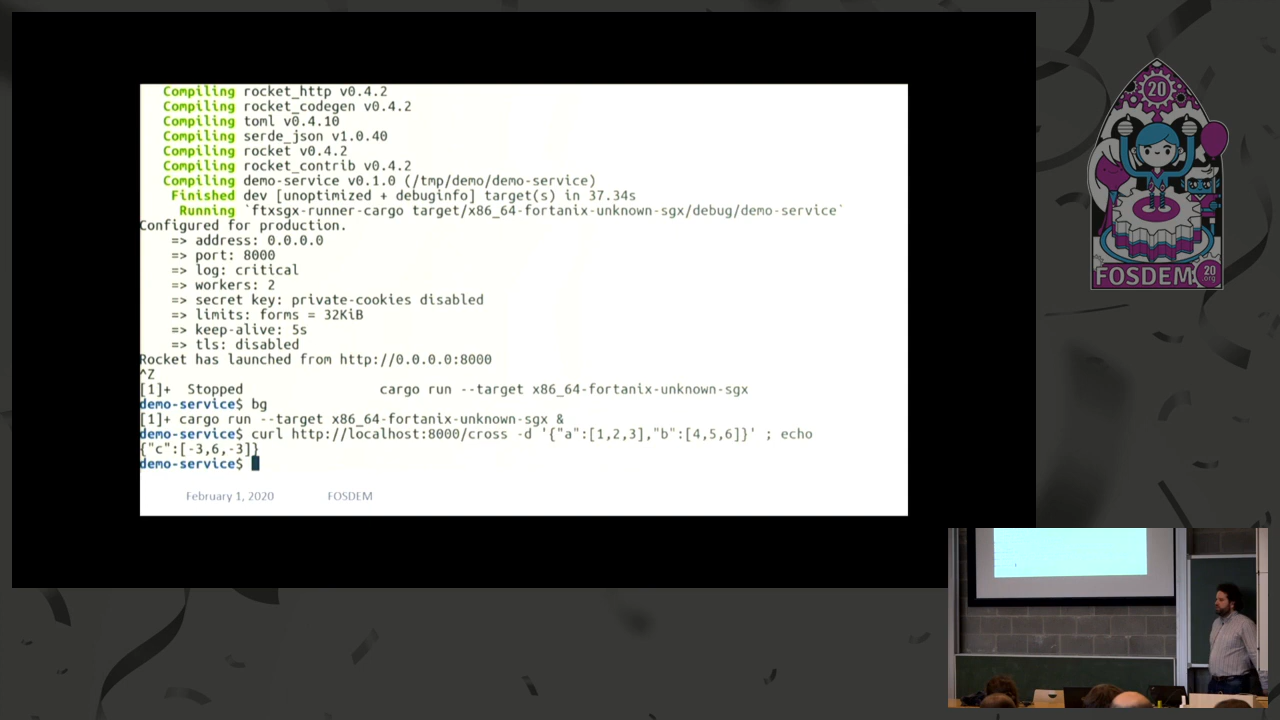 Compiling rocket_http v0.4.2
Compiling rocket_codegen v0.4.2
Compiling toml v0.4.10
Compiling serde_json v1.0.40
Compiling rocket v0.4.2
Compiling rocket_contrib v0.4.2
Compiling demo-service v0.1.0 (/tmp/demo/demo-service)
Finished dev [unoptimized + debuginfo] target(s) in 37.34s
Running `ftxsgx-runner-cargo target/x86_64-fortanix-unknown-sgx/debug/demo-service`
Configured for production.
=> address: 0.0.0.0
=> port: 8000
=> log: critical
=> workers: 2
=> secret key: private-cookies disabled
=> limits: forms = 32KiB
=> keep-alive: 5s
=> tls: disabled
Rocket has launched from http://0.0.0.0:8000
^Z
[1]+  Stopped                 cargo run --target x86_64-fortanix-unknown-sgx
demo-service$ bg
[1]+ cargo run --target x86_64-fortanix-unknown-sgx &
demo-service$ curl http://localhost:8000/cross -d '{"a":[1,2,3],"b":[4,5,6]}' ; echo
{"c":[-3,6,-3]}
demo-service$
February 1, 2020 FOSDEM
20
FOSDEM 20
.org